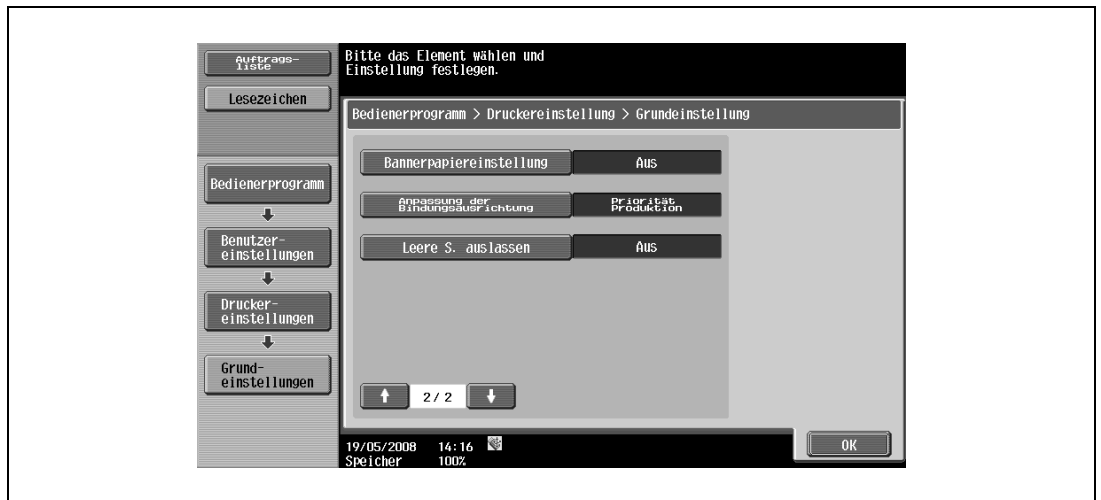 Auftrags-
liste
Lesezeichen
Bitte das Element wählen und
Einstellung festlegen.
Bedienerprogramm > Druckereinstellung > Grundeinstellung
Bannerpapiereinstellung
Aus
Anpassung der
Bindungsausrichtung
Priorität
Produktion
Leere S. auslassen
Aus
Bedienerprogramm
Benutzer-
einstellungen
Drucker-
einstellungen
Grund-
einstellungen
2/ 2
19/05/2008 14:16
Speicher 100%
OK